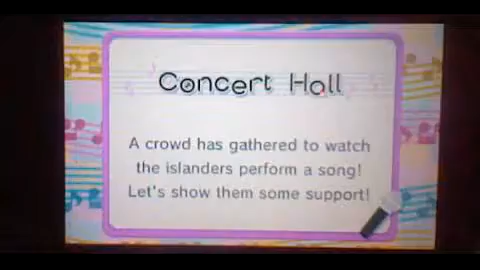 Concert Hall
A crowd has gathered to watch
the islanders perform a song!
Let's show them some support!